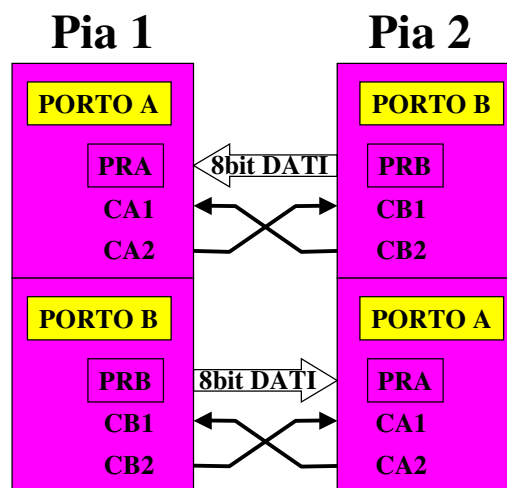 Pia 1
Pia 2
PORTO A
PORTO B
PRA
8bit DATI
PRB
CA1
CB1
CA2
CB2
PORTO B
PORTO A
PRB
8bit DATI
PRA
CB1
CA1
CB2
CA2